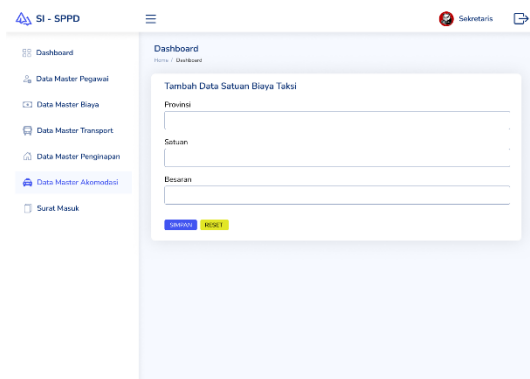 SI - SPPD
Sekretaris
Dashboard
Data Master Pegawai
Data Master Biaya
Data Master Transport
Data Master Penginapan
Data Master Akomodasi
Surat Masuk
Dashboard
Home / Dashboard
Tambah Data Satuan Biaya Taksi
Provinsi
Satuan
Besaran
SIMPAN RESET